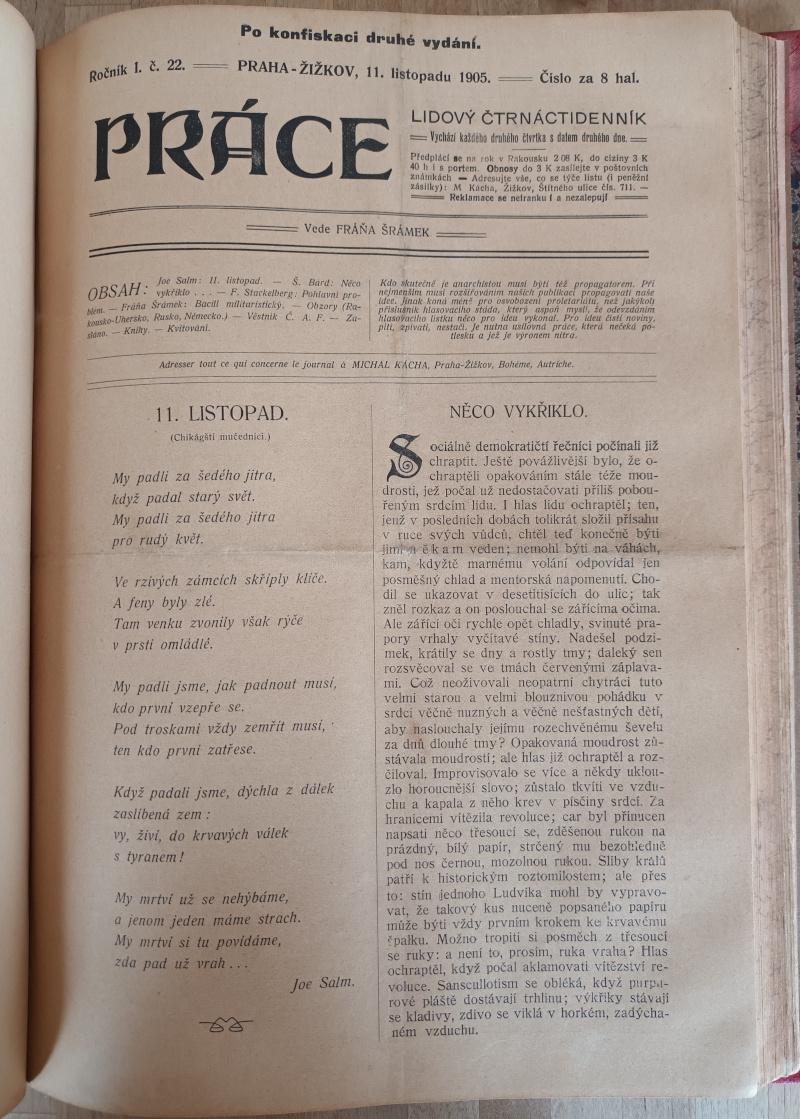 Po konfiskaci druhé vydání.
Ročník I. č. 22. PRAHA-ŽIŽKOV, 11. listopadu 1905. Číslo za 8 hal.
PRÁCE
LIDOVÝ ČTRNÁCTIDENNÍK
Vychází každého druhého čtvrtka s datem druhého dne.
Předplácí se na rok v Rakousku 2 08 K, do ciziny 3 K
40 h i s portem. Obnosy do 3 K zasílejte v poštovních
známkách — Adresujte vše, co se týče listu (i peněžní
zásilky): M Kácha, Žižkov, Štítného ulice čís. 711. —
Reklamace se nefrankují a nezalepují
Vede FRÁŇA ŠRÁMEK
OBSAH: Joe Salm: 11. listopad. — Š. Bard: Něco
vykřiklo . . . — F. Stackelberg: Pohlavní pro-
blem. — Fráňa Šrámek: Bacill militaristický. — Obzory (Ra-
kousko-Uhersko, Rusko, Německo.) — Věstník Č. A. F. — Za-
sláno. — Knihy. — Kvitování.
Kdo skutečně je anarchistou musí býti též propagatorem. Při
nejmenším musí rozšiřováním našich publikací propagovati naše
idee. Jinak koná méně pro osvobození proletariátu, než jakýkoli
příslušník hlasovacího stáda, který aspoň myslí, že odevzdáním
hlasovacího lístku něco pro ideu vykonal. Pro ideu čísti noviny,
píti, zpívati, nestačí. Je nutna usilovná práce, která nečeká po-
tlesku a jež je výronem nitra.
Adresser tout ce qui concerne le journal à MICHAL KÁCHA, Praha-Žižkov, Bohême, Autriche.
11. LISTOPAD.
(Chikágští mučedníci.)
My padli za šedého jitra,
když padal starý svět.
My padli za šedého jitra
pro rudý květ.
Ve rzivých zámcích skřiply klíče.
A feny byly zlé.
Tam venku zvonily však rýče
v prsti omládlé.
My padli jsme, jak padnout musí,
kdo první vzepře se.
Pod troskami vždy zemřít musí,
ten kdo první zatřese.
Když padali jsme, dýchla z dálek
zaslíbená zem:
vy, živí, do krvavých válek
s tyranem!
My mrtví už se nehýbáme,
a jenom jeden máme strach.
My mrtví si tu povídáme,
zda pad už vrah . . .
Joe Salm.
NĚCO VYKŘIKLO.
Sociálně demokratičtí řečníci počínali již
chraptit. Ještě povážlivější bylo, že o-
chraptěli opakováním stále téže mou-
drosti, jež počal už nedostačovati příliš pobou-
řeným srdcím lidu. I hlas lidu ochraptěl; ten,
jenž v posledních dobách tolikrát složil přísahu
v ruce svých vůdců, chtěl teď konečně býti
jimi někam veden; nemohl býti na váhách,
kam, kdyžtě marnému volání odpovídal jen
posměšný chlad a mentorská napomenutí. Cho-
dil se ukazovat v desetitisících do ulic; tak
zněl rozkaz a on poslouchal se zářícíma očima.
Ale zářící oči rychle opět chladly, svinuté pra-
pory vrhaly vyčítavé stíny. Nadešel podzi-
mek, krátily se dny a rostly tmy; daleký sen
rozsvěcoval se ve tmách červenými záplava-
mi. Což neoživovali neopatrní chytráci tuto
velmi starou a velmi blouznivou pohádku v
srdci věčně nuzných a věčně nešťastných dětí,
aby naslouchaly jejímu rozechvěnému ševelu
za dnů dlouhé tmy? Opakovaná moudrost zů-
stávala moudrostí; ale hlas již ochraptěl a roz-
čiloval. Improvisovalo se více a někdy uklou-
zlo horoucnější slovo; zůstalo tkvíti ve vzdu-
chu a kapala z něho krev v písčiny srdcí. Za
hranicemi vítězila revoluce; car byl přinucen
napsati něco třesoucí se, zděšenou rukou na
prázdný, bílý papír, strčený mu bezohledně
pod nos černou, mozolnou rukou. Sliby králů
patří k historickým roztomilostem; ale přes
to: stín jednoho Ludvíka mohl by vypravo-
vat, že takový kus nuceně popsaného papíru
může býti vždy prvním krokem ke krvavému
špalku. Možno tropiti si posměch z třesoucí
se ruky: a není to, prosím, ruka vraha? Hlas
ochraptěl, když počal aklamovati vítězství re-
voluce. Sanscullotism se obléká, když purpu-
rové pláště dostávají trhlinu; výkřiky stávají
se kladivy, zdivo se viklá v horkém, zadýcha-
ném vzduchu.